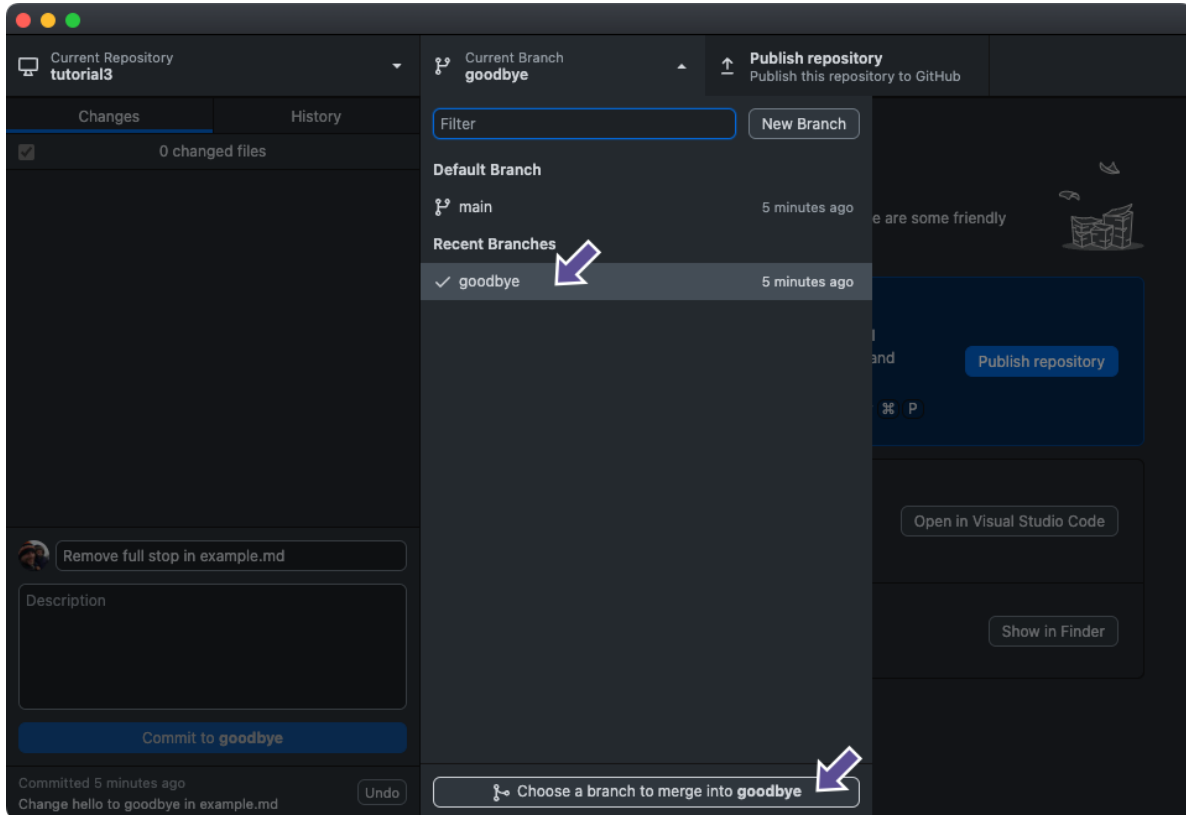 Current Repository
tutorial3
Current Branch
goodbye
Publish repository
Publish this repository to GitHub
Changes
History
0 changed files
Filter
New Branch
Default Branch
main
5 minutes ago
Recent Branches
goodbye
5 minutes ago
e are some friendly
and
Publish repository
⌘ P
Open in Visual Studio Code
Show in Finder
Remove full stop in example.md
Description
Commit to goodbye
Committed 5 minutes ago
Change hello to goodbye in example.md
Undo
Choose a branch to merge into goodbye